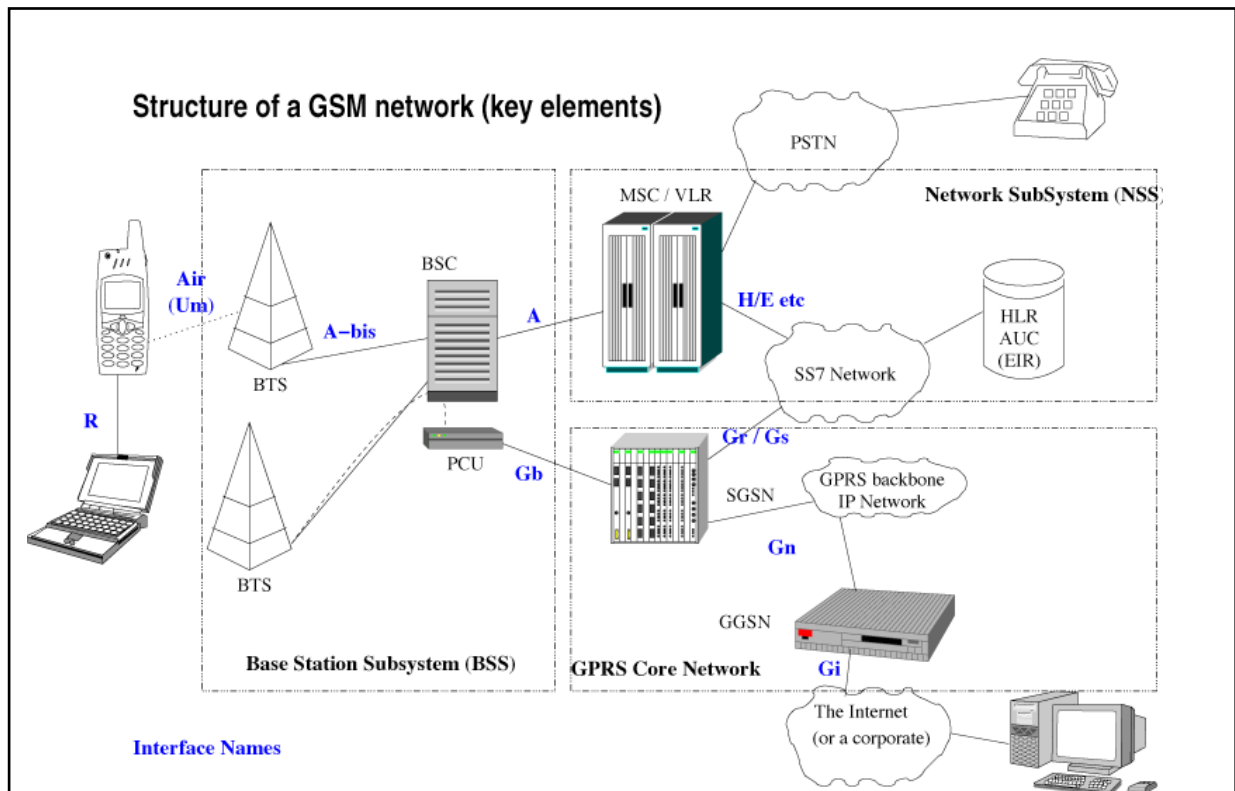 Structure of a GSM network (key elements)
PSTN
MSC / VLR
Network SubSystem (NSS)
BSC
Air
(Um)
A-bis
A
H/E etc
HLR
AUC
(EIR)
BTS
SS7 Network
R
PCU
Gb
Gr / Gs
SGSN
GPRS backbone
IP Network
Gn
BTS
GGSN
Base Station Subsystem (BSS)
GPRS Core Network
Gi
The Internet
(or a corporate)
Interface Names